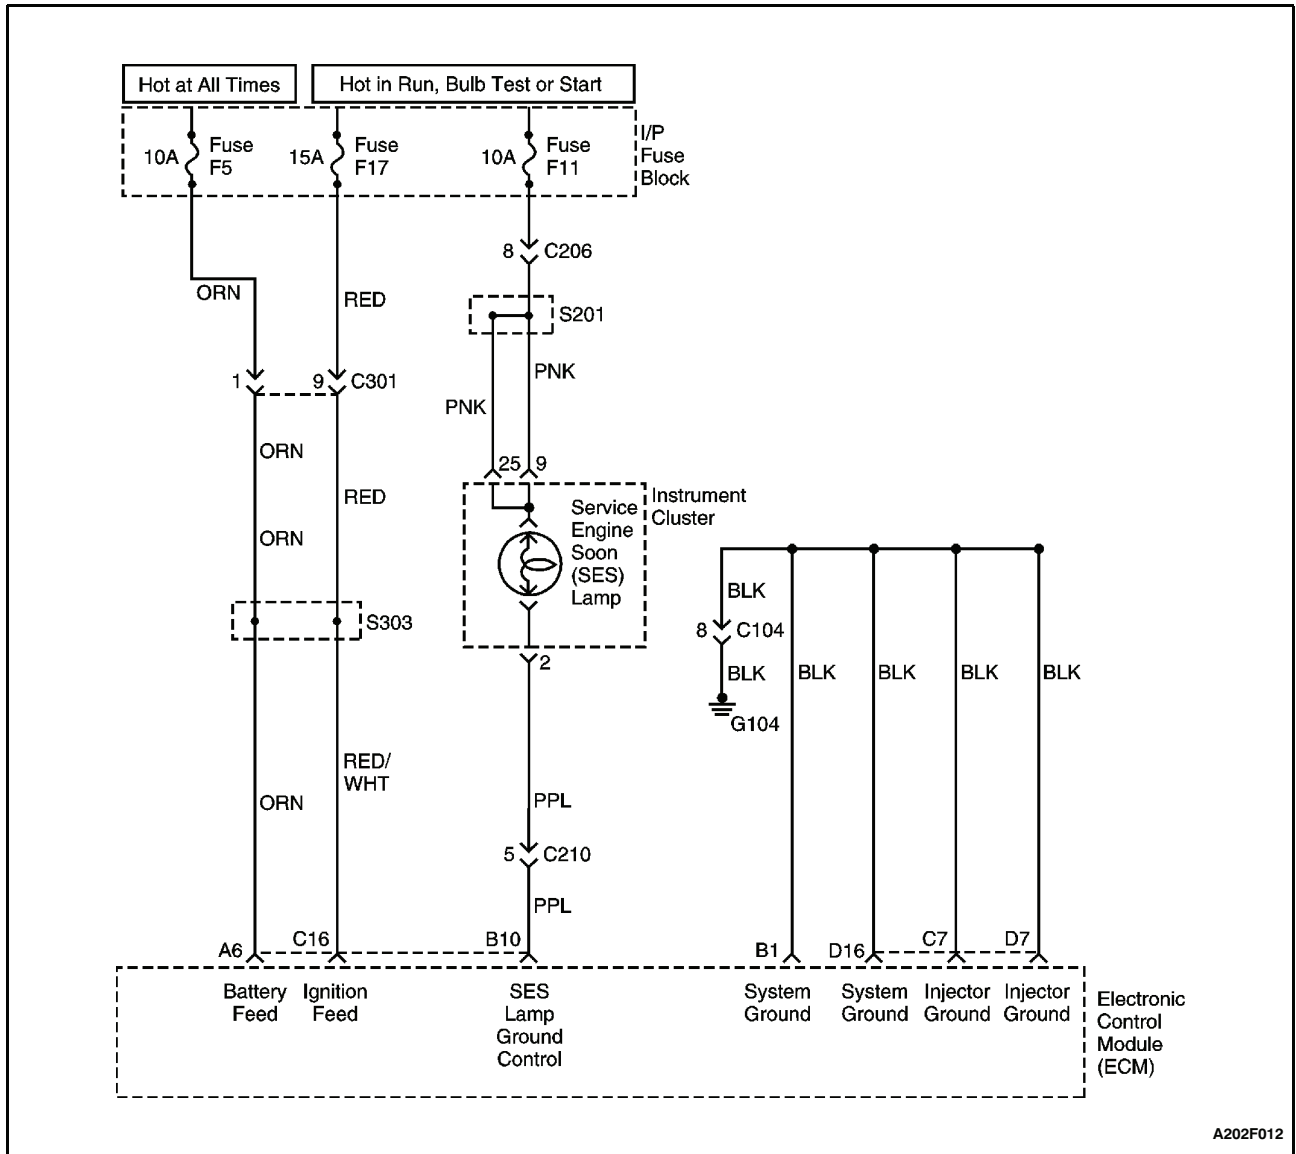 Hot at All Times
Hot in Run, Bulb Test or Start
10A
Fuse
F5
15A
Fuse
F17
10A
Fuse
F11
I/P
Fuse
Block
8
C206
ORN
RED
S201
1
9
C301
PNK
PNK
ORN
RED
25
9
Instrument
Cluster
Service
Engine
Soon
(SES)
Lamp
ORN
S303
2
BLK
8
C104
BLK
G104
BLK
BLK
BLK
BLK
RED/
WHT
ORN
PPL
5
C210
PPL
A6
C16
B10
B1
D16
C7
D7
Battery
Feed
Ignition
Feed
SES
Lamp
Ground
Control
System
Ground
System
Ground
Injector
Ground
Injector
Ground
Electronic
Control
Module
(ECM)
A202F012